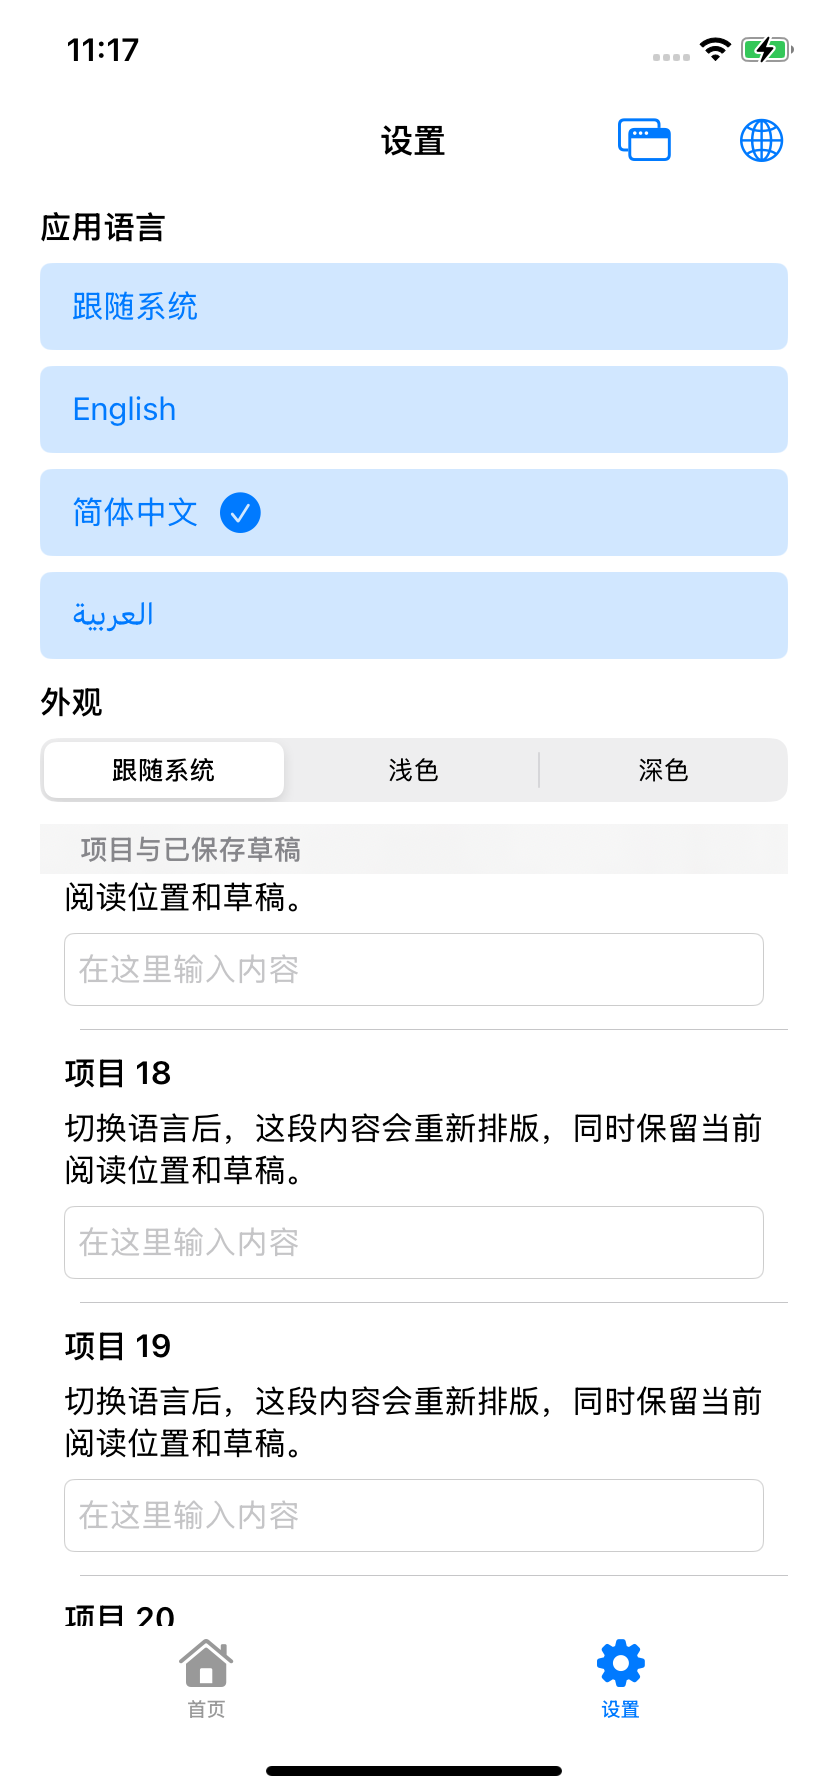 11:17
设置
应用语言
跟随系统
English
简体中文
العربية
外观
跟随系统
浅色
深色
项目与已保存草稿
阅读位置和草稿。
在这里输入内容
项目 18
切换语言后，这段内容会重新排版，同时保留当前
阅读位置和草稿。
在这里输入内容
项目 19
切换语言后，这段内容会重新排版，同时保留当前
阅读位置和草稿。
在这里输入内容
项目 20
首页
设置